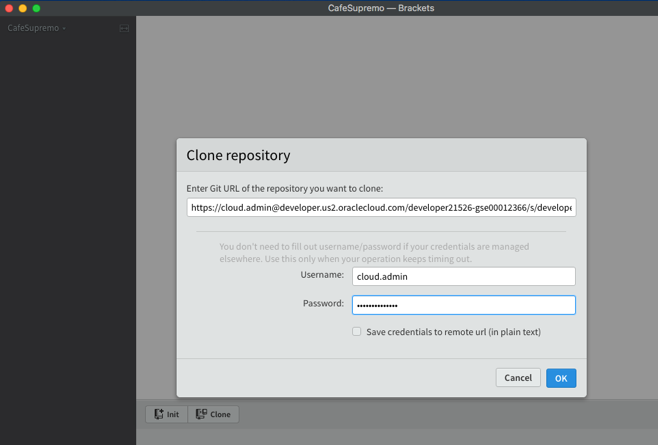 CafeSupremo — Brackets
CafeSupremo
Clone repository
Enter Git URL of the repository you want to clone:
https://cloud.admin@developer.us2.oraclecloud.com/developer21526-gse00012366/s/develope
You don't need to fill out username/password if your credentials are managed
elsewhere. Use this only when your operation keeps timing out.
Username:
cloud.admin
Password:
••••••••••••••
Save credentials to remote url (in plain text)
Cancel
OK
Init
Clone